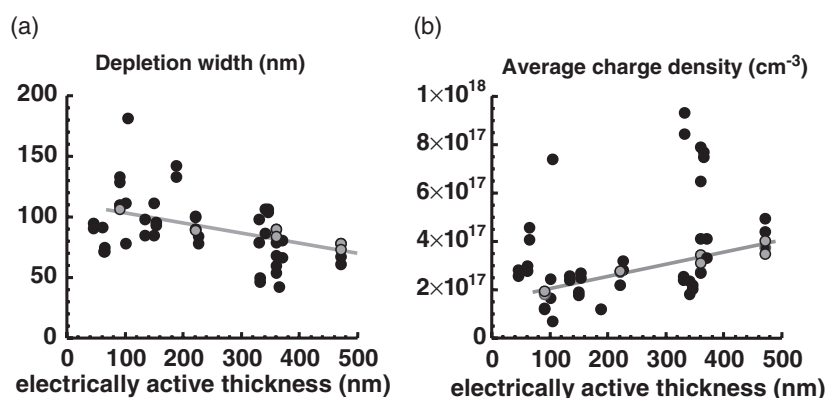 (a)
Depletion width (nm)
200
150
100
50
0
0 100 200 300 400 500
electrically active thickness (nm)
(b)
Average charge density (cm⁻³)
1×10¹⁸
8×10¹⁷
6×10¹⁷
4×10¹⁷
2×10¹⁷
0
0 100 200 300 400 500
electrically active thickness (nm)